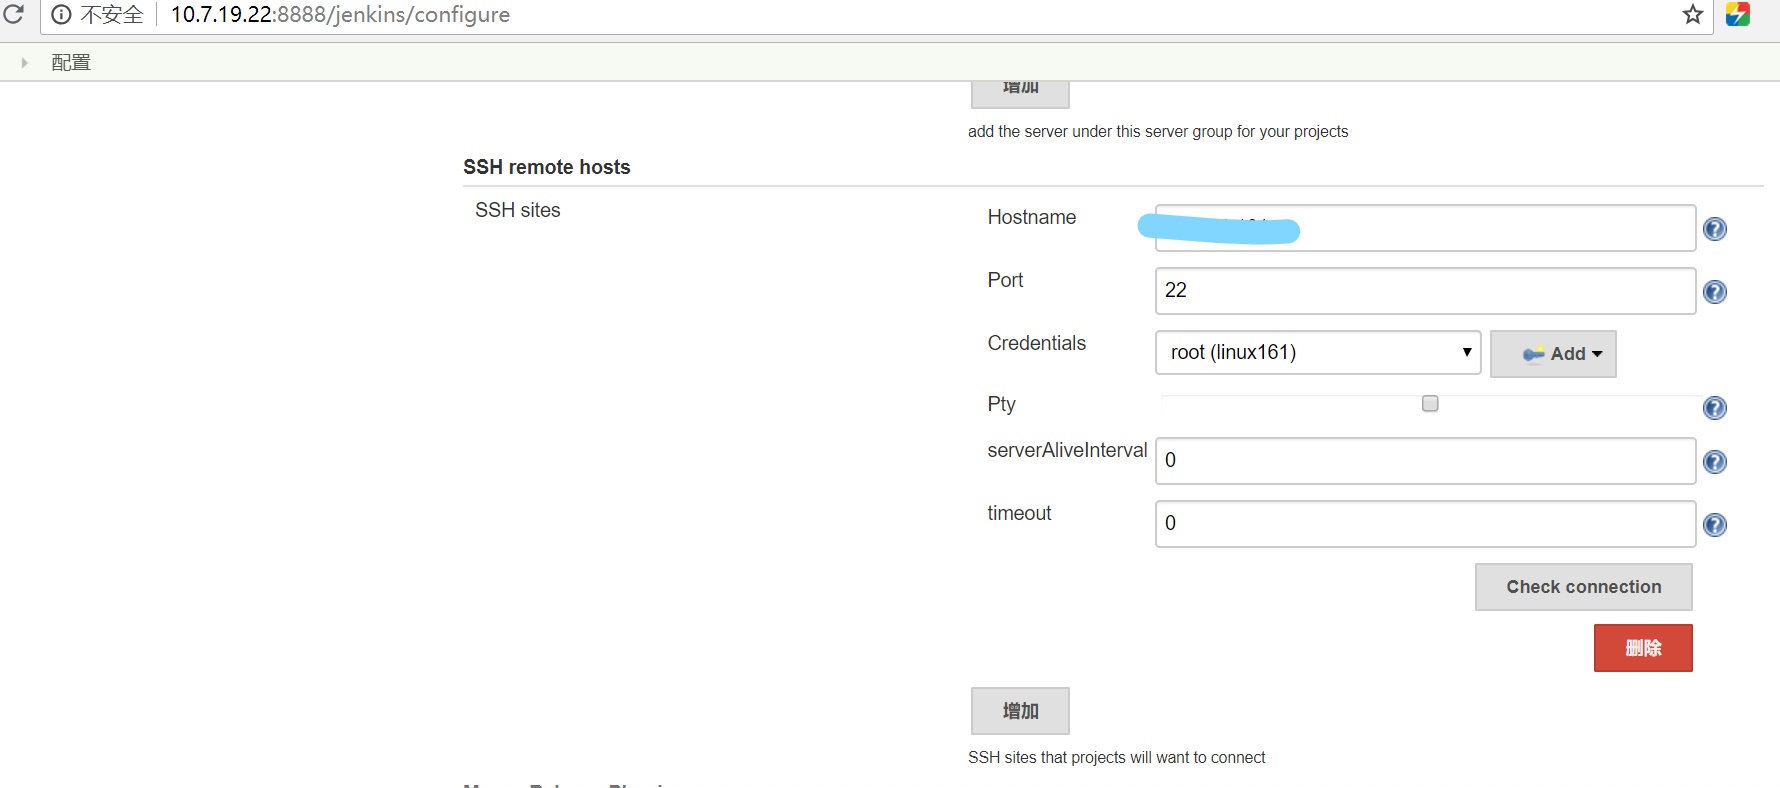 不安全 10.7.19.22:8888/jenkins/configure
配置
增加
add the server under this server group for your projects
SSH remote hosts
SSH sites
Hostname
Port 22
Credentials root (linux161) Add
Pty
serverAliveInterval 0
timeout 0
Check connection
删除
增加
SSH sites that projects will want to connect